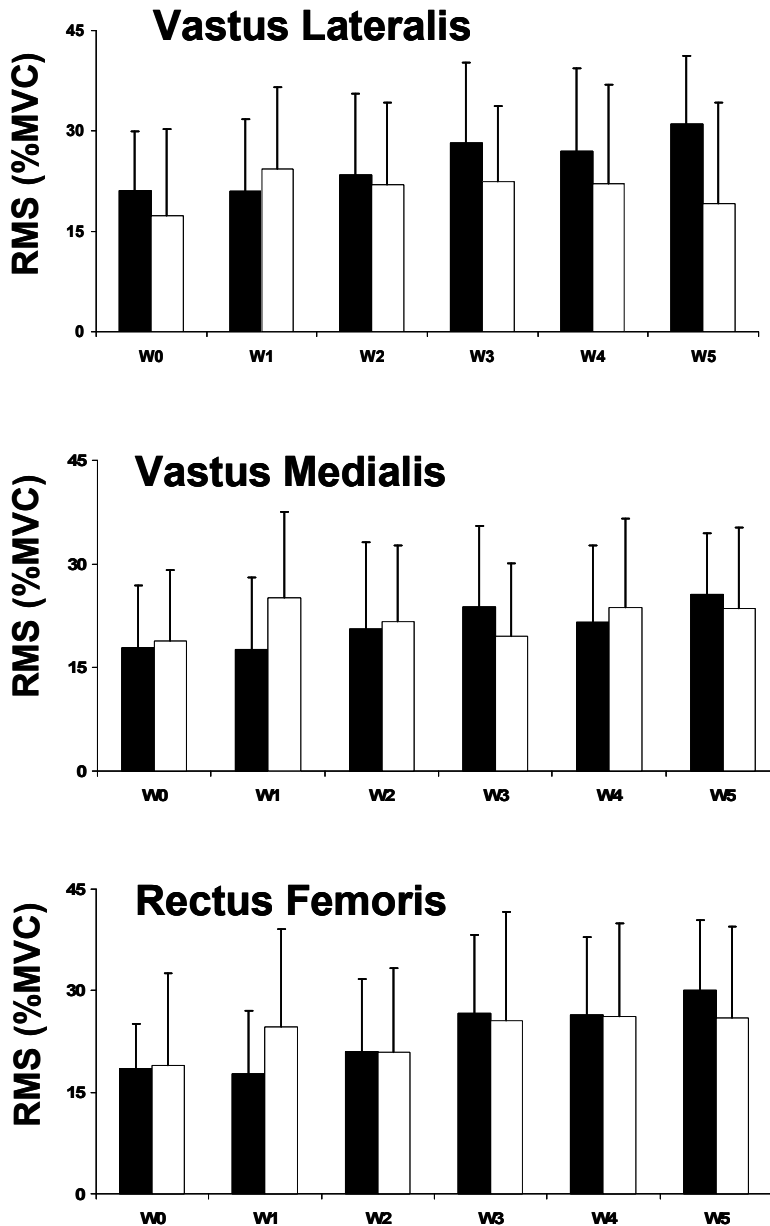 Vastus Lateralis
RMS (%MVC)
45
30
15
0
W0 W1 W2 W3 W4 W5
Vastus Medialis
RMS (%MVC)
45
30
15
0
W0 W1 W2 W3 W4 W5
Rectus Femoris
RMS (%MVC)
45
30
15
0
W0 W1 W2 W3 W4 W5